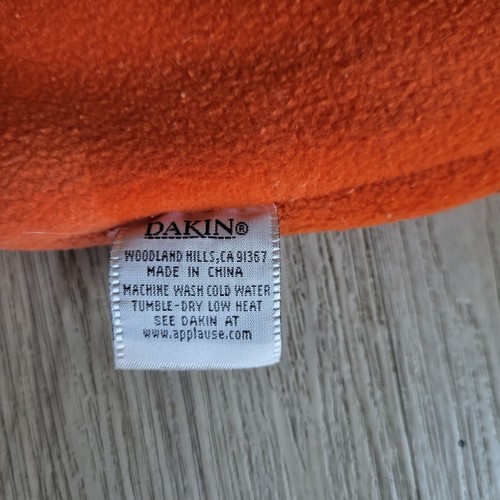 DAKIN®
WOODLAND HILLS, CA 91367
MADE IN CHINA
MACHINE WASH COLD WATER
TUMBLE-DRY LOW HEAT
SEE DAKIN AT
www.applause.com